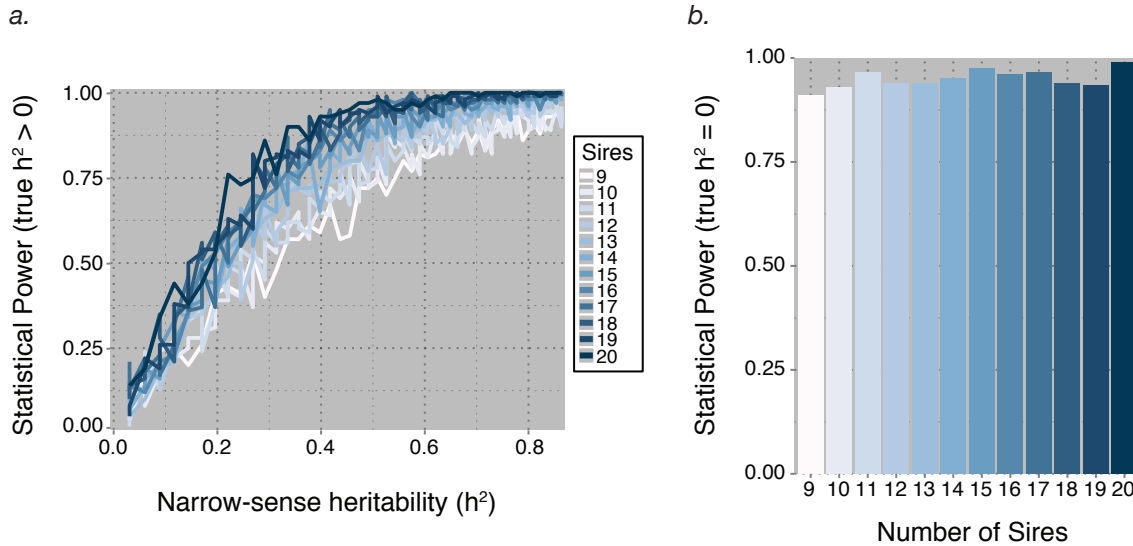 a.
Statistical Power (true h² > 0)
1.00
0.75
0.50
0.25
0.00
0.0 0.2 0.4 0.6 0.8
Narrow-sense heritability (h²)
Sires
9
10
11
12
13
14
15
16
17
18
19
20
b.
Statistical Power (true h² = 0)
1.00
0.75
0.50
0.25
0.00
9 10 11 12 13 14 15 16 17 18 19 20
Number of Sires